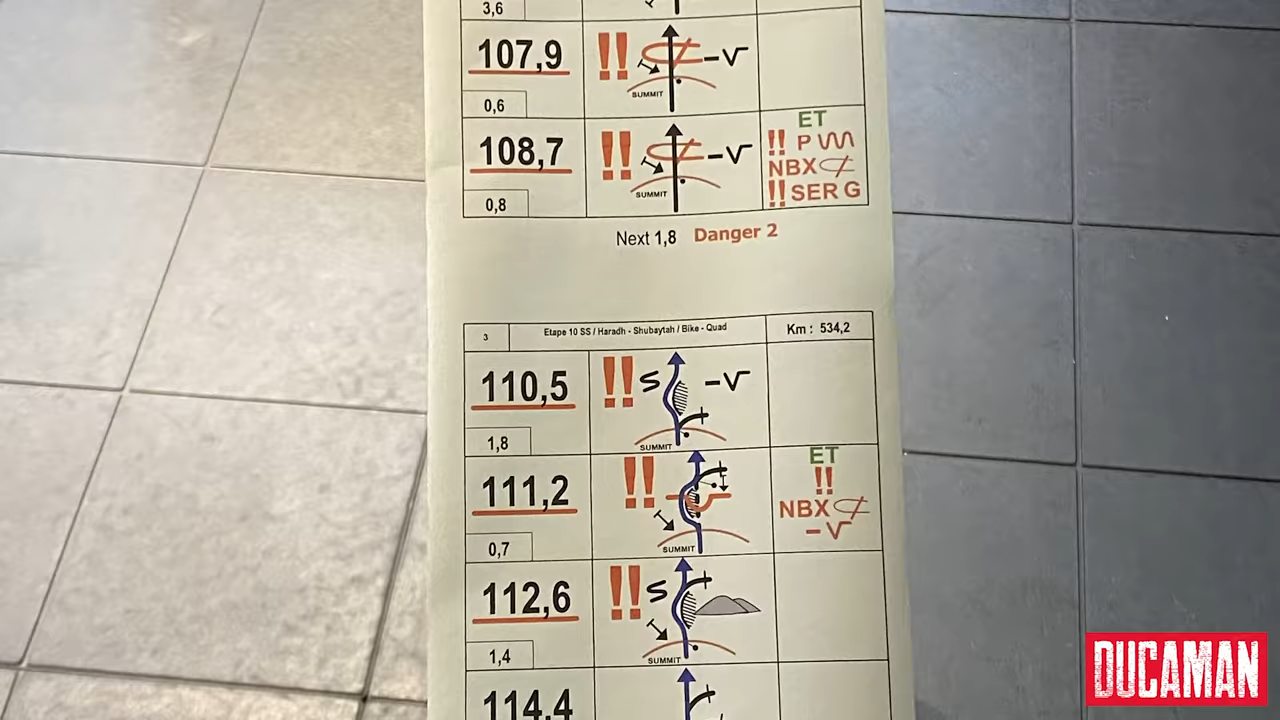 3,6
107,9
!!
-√
SUMMIT
0,6
108,7
!!
-√
SUMMIT
ET
!! P
NBX
!! SER G
0,8
Next 1,8 Danger 2
3 Etape 10 SS / Haradh - Shubaytah / Bike - Quad Km : 534,2
110,5
!! S -√
SUMMIT
1,8
111,2
!!
SUMMIT
ET
!!
NBX
-√
0,7
112,6
!! S
SUMMIT
1,4
114,4
DUCAMAN